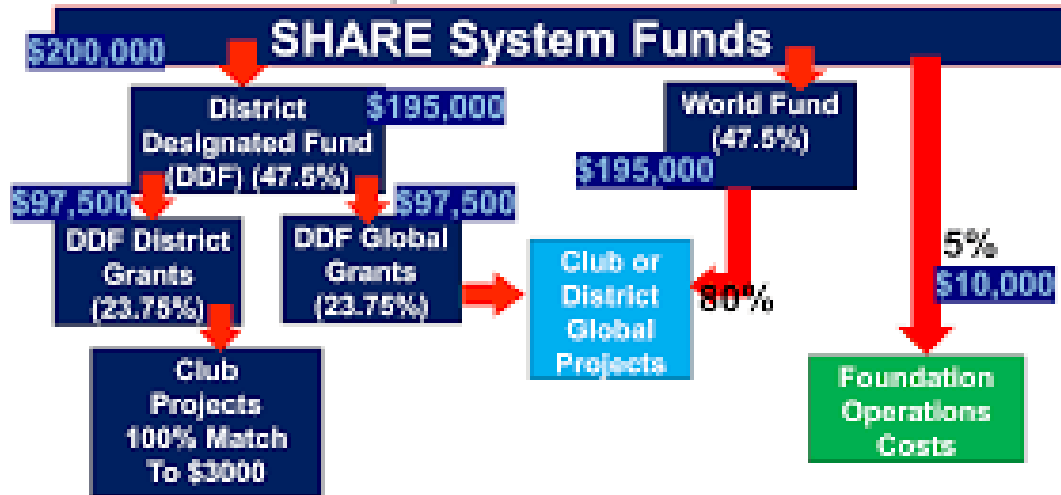 SHARE System Funds
$200,000
District
Designated Fund
(DDF) (47.5%)
$195,000
World Fund
(47.5%)
$195,000
$97,500
$97,500
DDF District
Grants
(23.75%)
DDF Global
Grants
(23.75%)
Club or
District
Global
Projects
80%
5%
$10,000
Club
Projects
100% Match
To $3000
Foundation
Operations
Costs